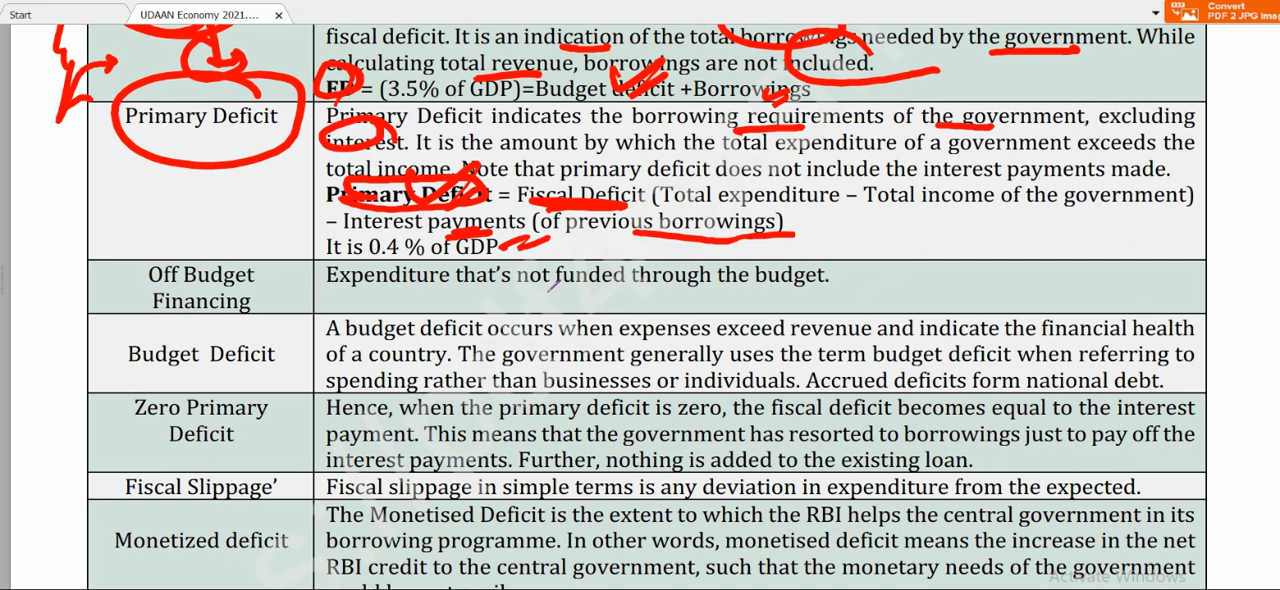 Start
UDAAN Economy 2021....
Convert
PDF 2 JPG Imag
fiscal deficit. It is an indication of the total borrowings needed by the government. While
calculating total revenue, borrowings are not included.
FD = (3.5% of GDP)=Budget deficit +Borrowings
Primary Deficit
Primary Deficit indicates the borrowing requirements of the government, excluding
interest. It is the amount by which the total expenditure of a government exceeds the
total income. Note that primary deficit does not include the interest payments made.
Primary Deficit = Fiscal Deficit (Total expenditure – Total income of the government)
– Interest payments (of previous borrowings)
It is 0.4 % of GDP
Off Budget
Financing
Expenditure that's not funded through the budget.
Budget Deficit
A budget deficit occurs when expenses exceed revenue and indicate the financial health
of a country. The government generally uses the term budget deficit when referring to
spending rather than businesses or individuals. Accrued deficits form national debt.
Zero Primary
Deficit
Hence, when the primary deficit is zero, the fiscal deficit becomes equal to the interest
payment. This means that the government has resorted to borrowings just to pay off the
interest payments. Further, nothing is added to the existing loan.
Fiscal Slippage'
Fiscal slippage in simple terms is any deviation in expenditure from the expected.
Monetized deficit
The Monetised Deficit is the extent to which the RBI helps the central government in its
borrowing programme. In other words, monetised deficit means the increase in the net
RBI credit to the central government, such that the monetary needs of the government
Activate Windows